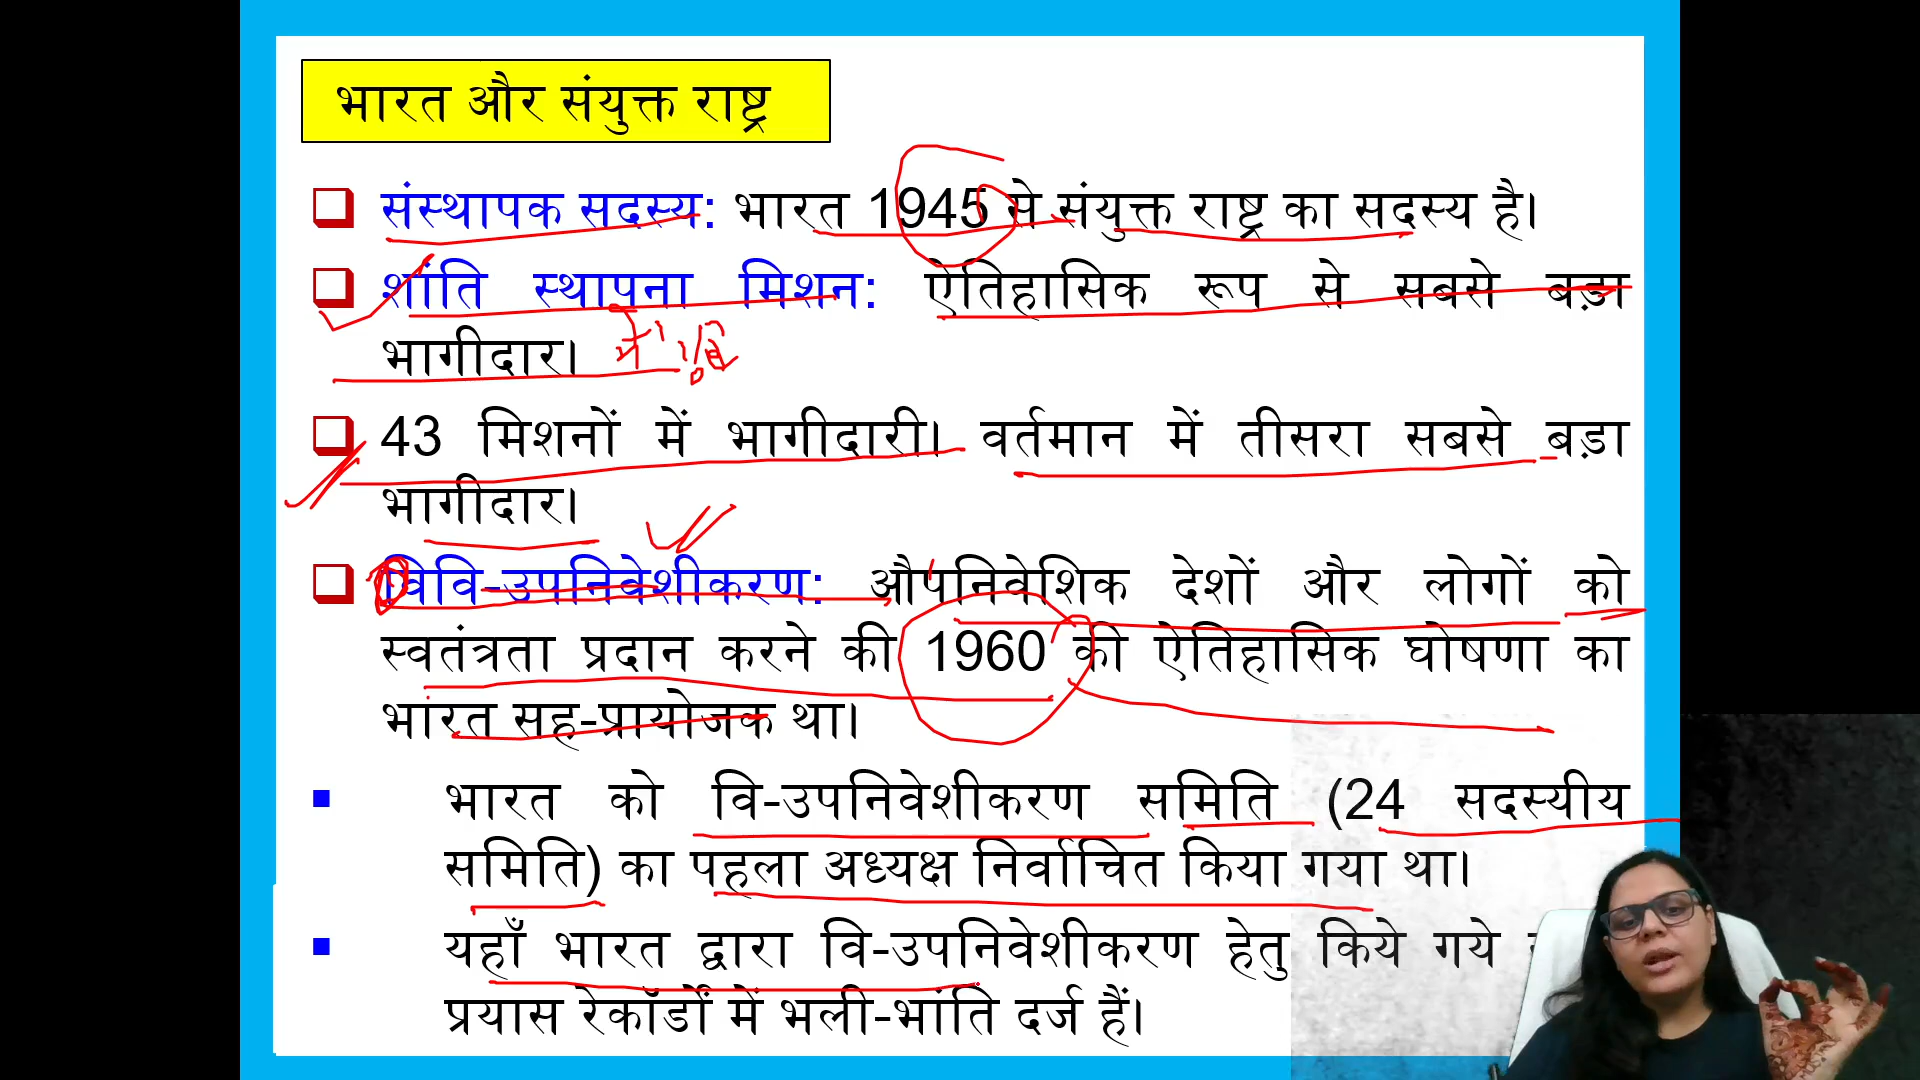 भारत और संयुक्त राष्ट्र
संस्थापक सदस्य: भारत 1945 से संयुक्त राष्ट्र का सदस्य है।
शांति स्थापना मिशन: ऐतिहासिक रूप से सबसे बड़ा
भागीदार।
43 मिशनों में भागीदारी। वर्तमान में तीसरा सबसे बड़ा
भागीदार।
विवि-उपनिवेशीकरण: औपनिवेशिक देशों और लोगों को
स्वतंत्रता प्रदान करने की 1960 की ऐतिहासिक घोषणा का
भारत सह-प्रायोजक था।
भारत को वि-उपनिवेशीकरण समिति (24 सदस्यीय
समिति) का पहला अध्यक्ष निर्वाचित किया गया था।
यहाँ भारत द्वारा वि-उपनिवेशीकरण हेतु किये गये
प्रयास रेकॉर्डों में भली-भांति दर्ज हैं।